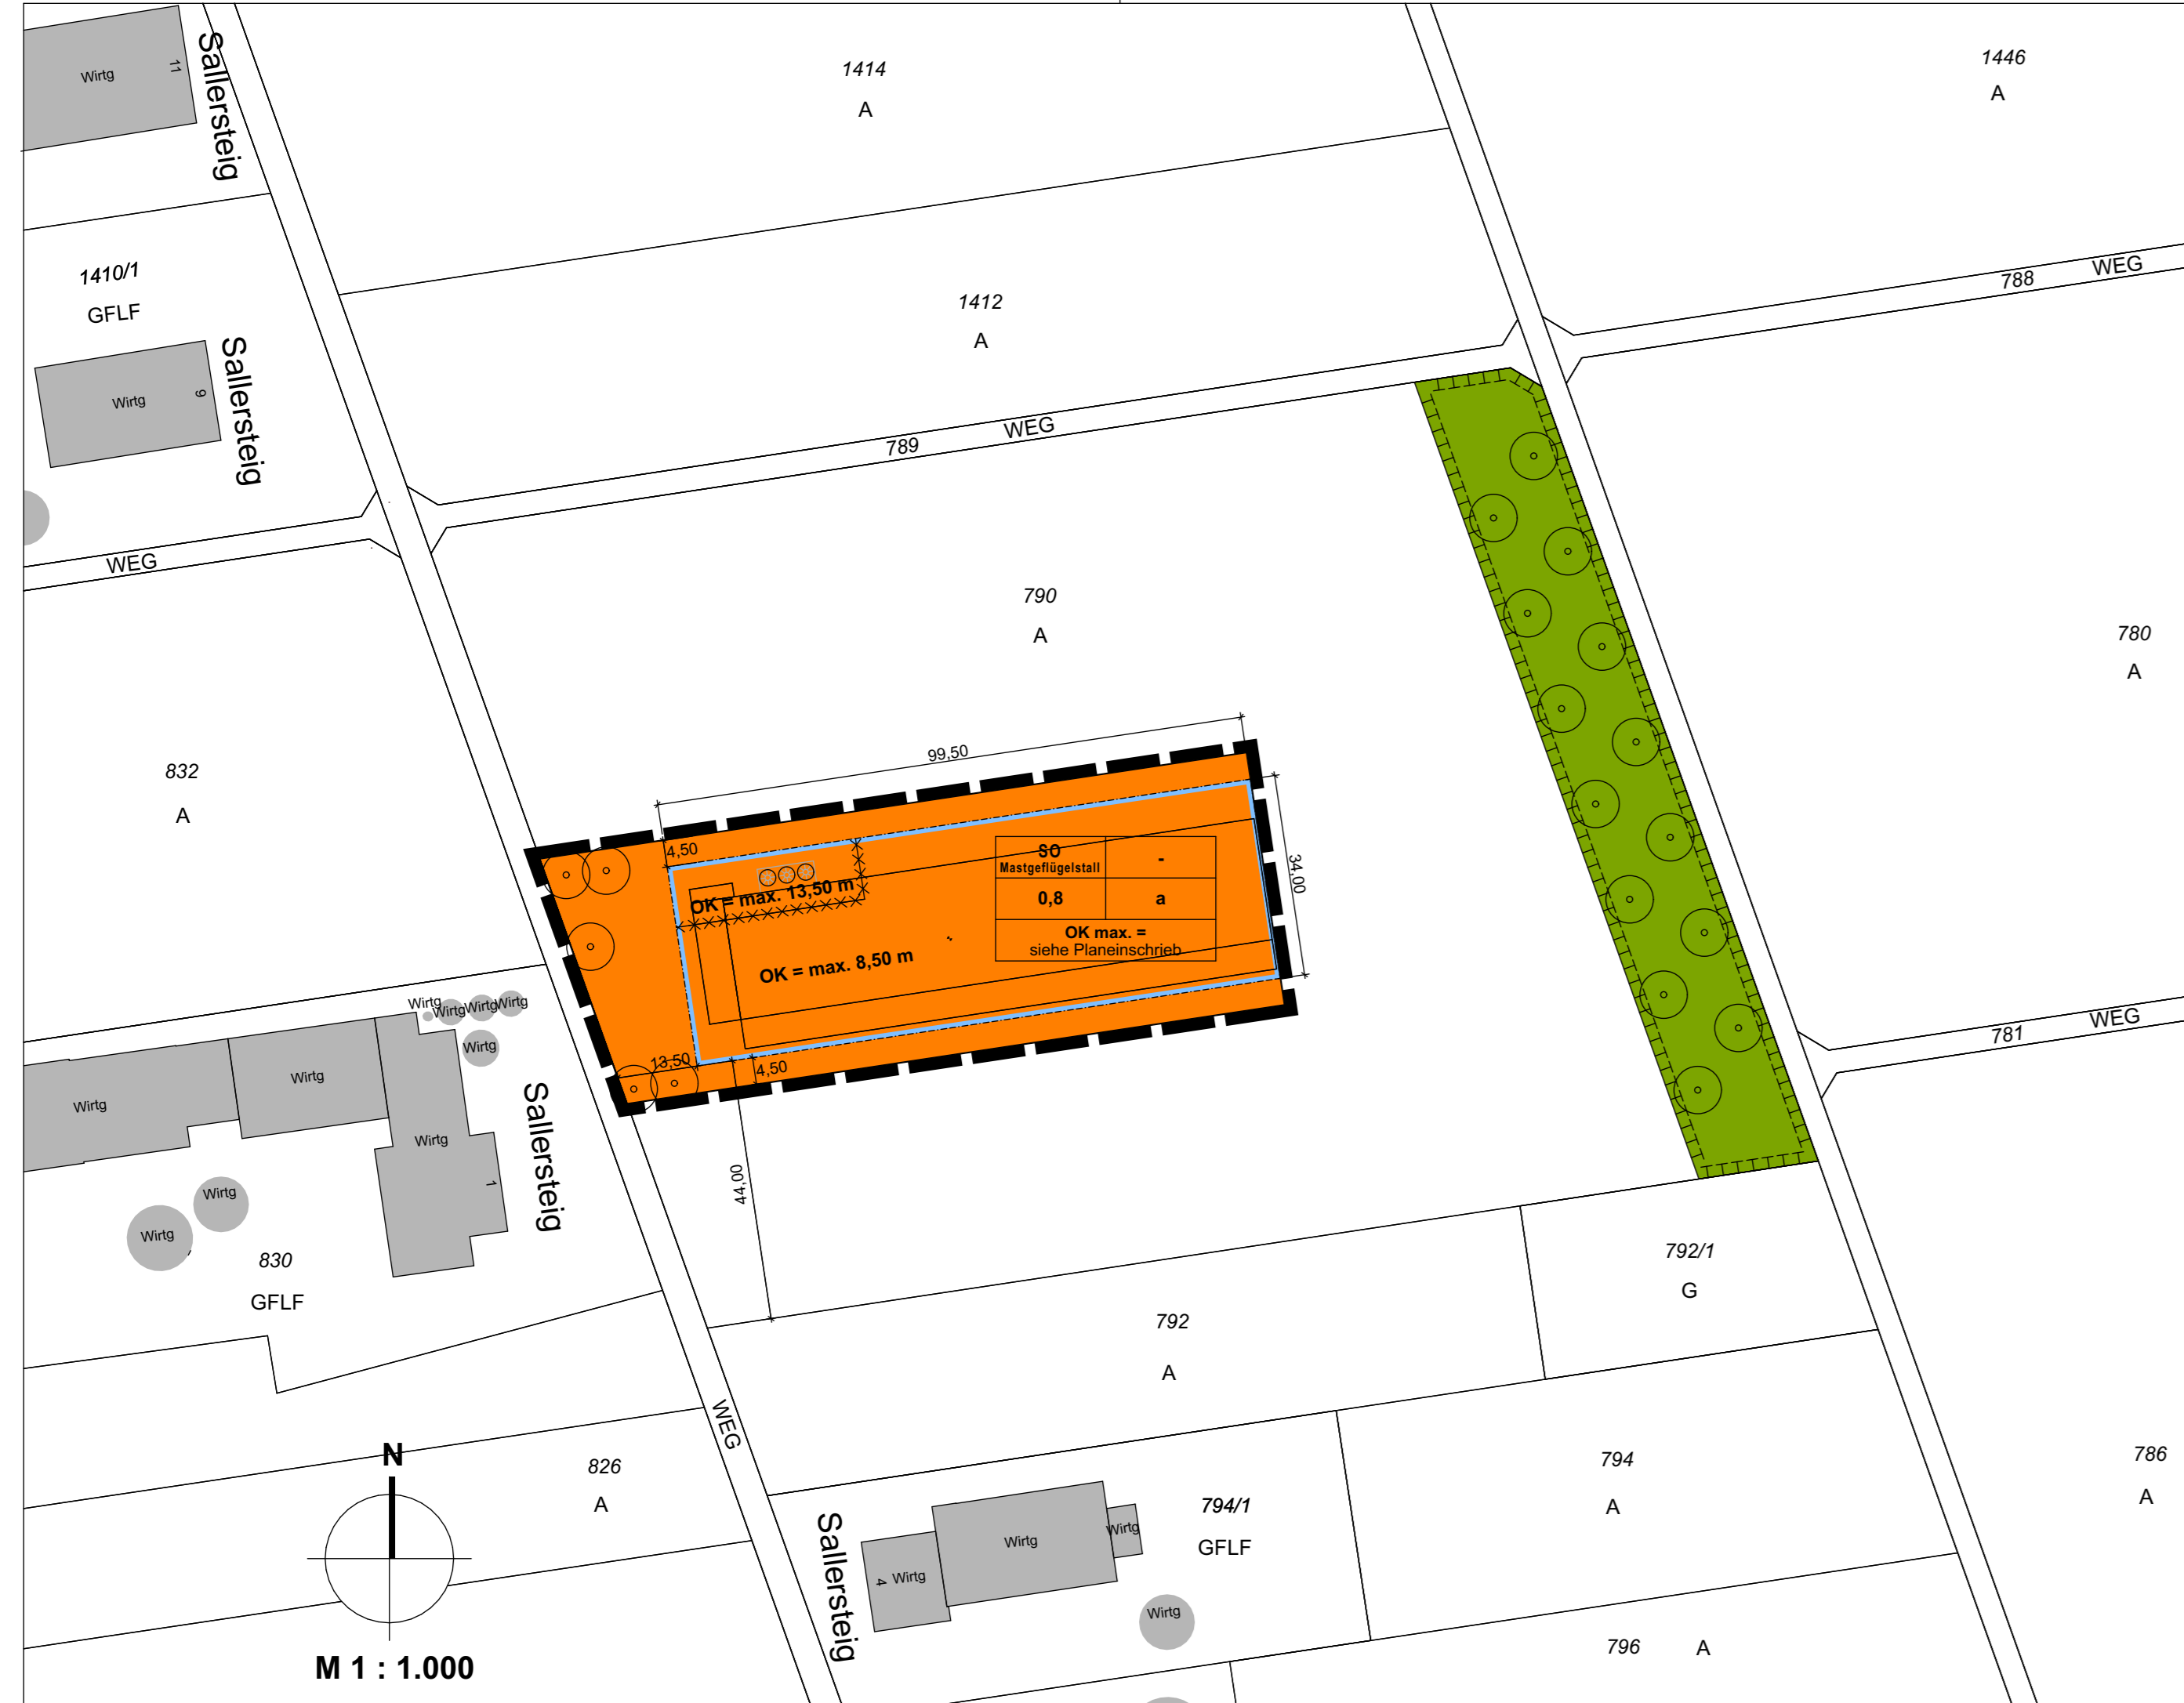 Wirtg
11
Sallersteig
1414
A
1446
A
1410/1
GFLF
Wirtg
9
Sallersteig
1412
A
788
WEG
789
WEG
WEG
790
A
780
A
832
A
99,50
4,50
34,00
OK = max. 13,50 m
SO
Mastgeflügelstall
-
0,8
a
OK max. =
siehe Planeinschrieb
OK = max. 8,50 m
13,50
4,50
44,00
Wirtg
Wirtg
Wirtg
Wirtg
Wirtg
Wirtg
Wirtg
Wirtg
1
Sallersteig
Wirtg
Wirtg
830
GFLF
781
WEG
792/1
G
792
A
WEG
N
826
A
M 1 : 1.000
Sallersteig
4
Wirtg
Wirtg
Wirtg
794/1
GFLF
Wirtg
794
A
786
A
796
A